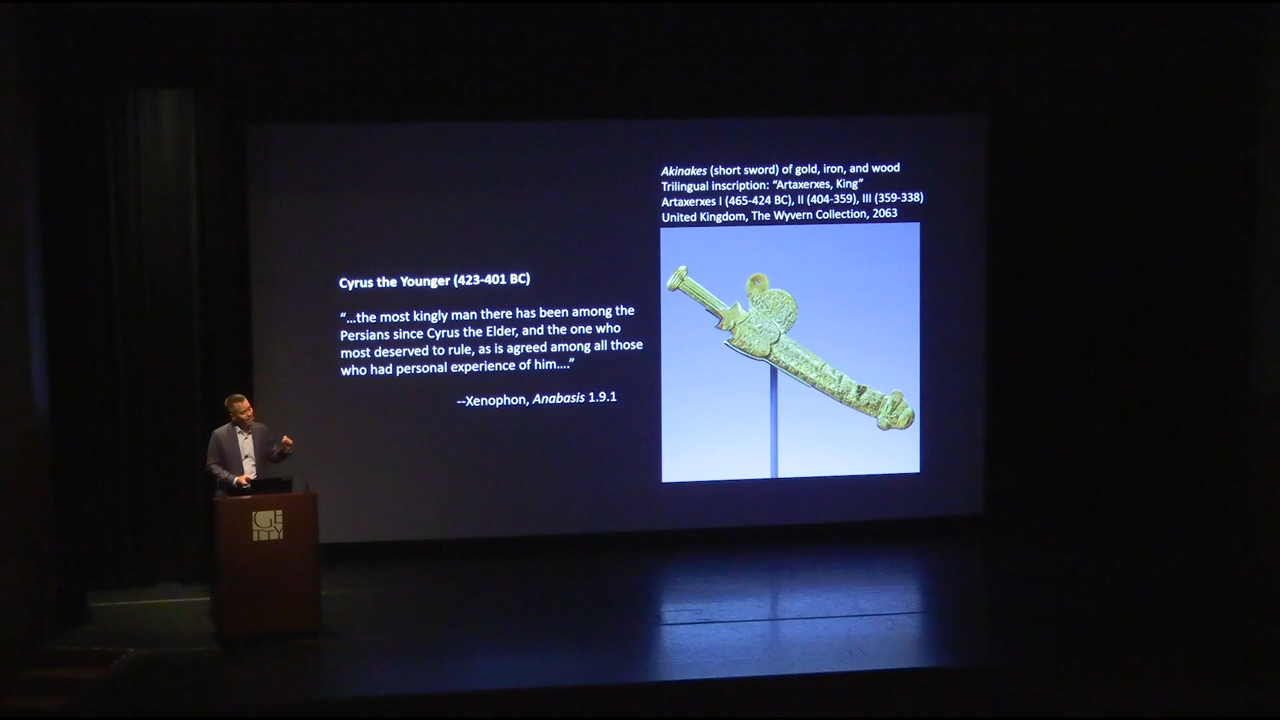 Akinakes (short sword) of gold, iron, and wood
Trilingual inscription: “Artaxerxes, King”
Artaxerxes I (465-424 BC), II (404-359), III (359-338)
United Kingdom, The Wyvern Collection, 2063
Cyrus the Younger (423-401 BC)
“…the most kingly man there has been among the
Persians since Cyrus the Elder, and the one who
most deserved to rule, as is agreed among all those
who had personal experience of him….”
--Xenophon, Anabasis 1.9.1
GE
TTY